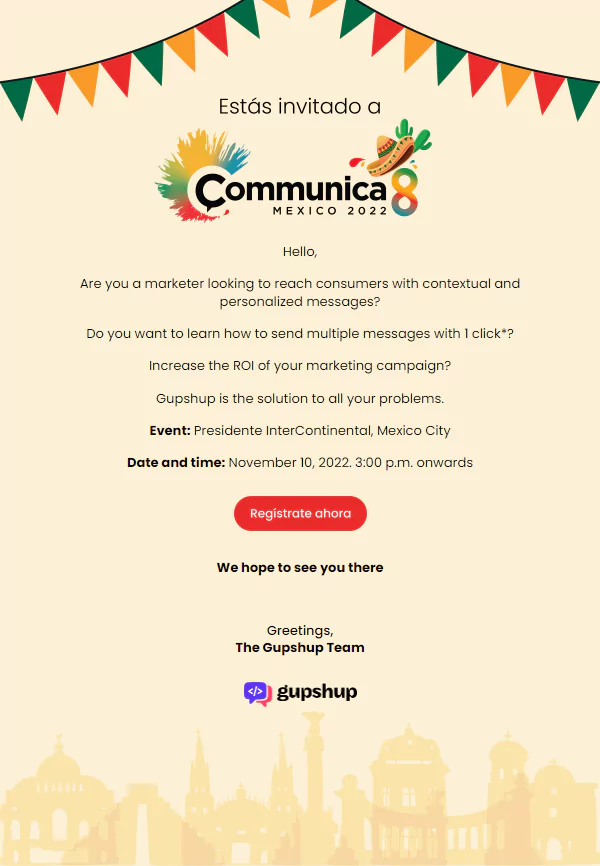 Estás invitado a
Communica8
MEXICO 2022
Hello,
Are you a marketer looking to reach consumers with contextual and
personalized messages?
Do you want to learn how to send multiple messages with 1 click*?
Increase the ROI of your marketing campaign?
Gupshup is the solution to all your problems.
Event: Presidente InterContinental, Mexico City
Date and time: November 10, 2022. 3:00 p.m. onwards
Regístrate ahora
We hope to see you there
Greetings,
The Gupshup Team
</> gupshup